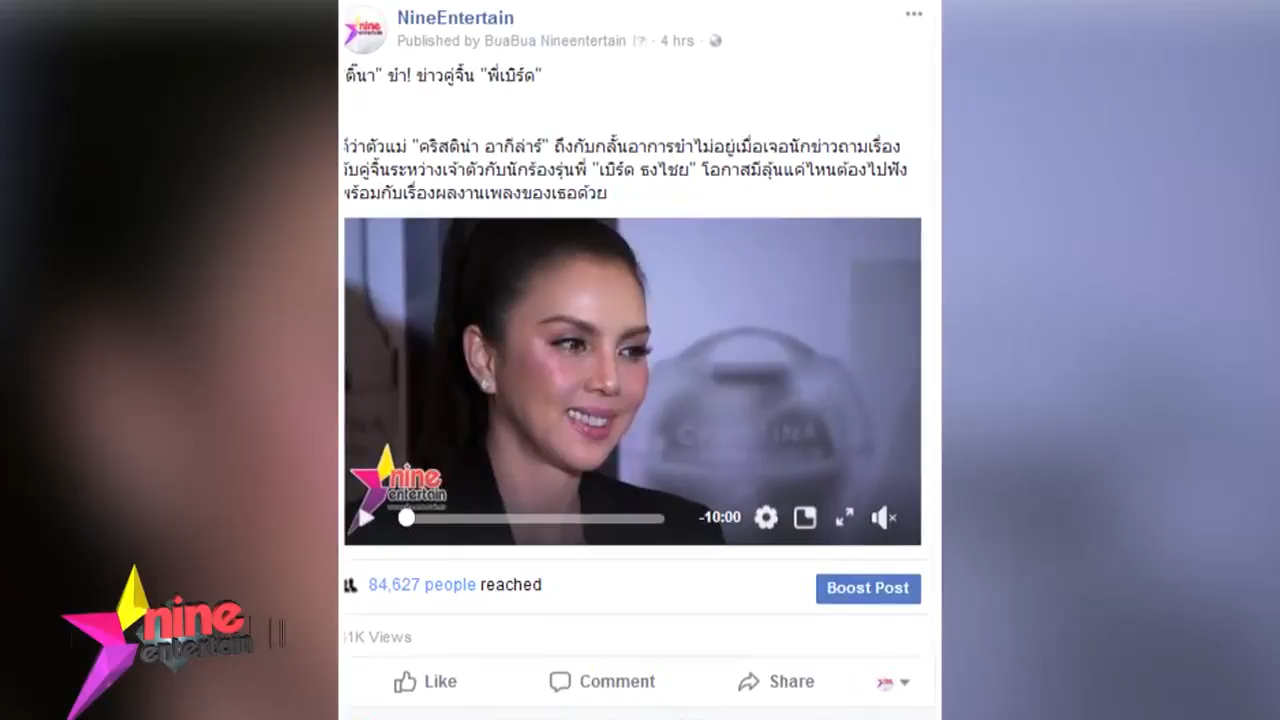 NineEntertain
Published by BuaBua Nineentertain [?] · 4 hrs ·
ติ๊นา" ขำ! ข่าวคู่จิ้น "พี่เบิร์ด"
ว่าตัวแม่ "คริสติน่า อากีล่าร์" ถึงกับกลั้นอาการขำไม่อยู่เมื่อเจอนักข่าวถามเรื่อง
คู่จิ้นระหว่างเจ้าตัวกับนักร้องรุ่นพี่ "เบิร์ด ธงไชย" โอกาสมีลุ้นแค่ไหนต้องไปฟัง
พร้อมกับเรื่องผลงานเพลงของเธอด้วย
nine
entertain
-10:00
84,627 people reached
Boost Post
1K Views
Like
Comment
Share
nine
entertain